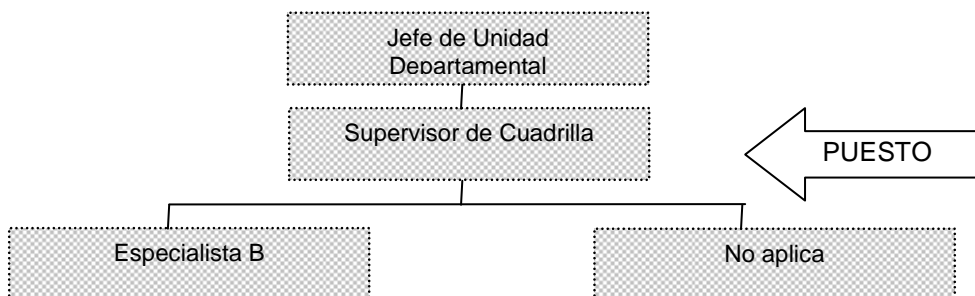 Jefe de Unidad
Departamental
Supervisor de Cuadrilla
PUESTO
Especialista B
No aplica